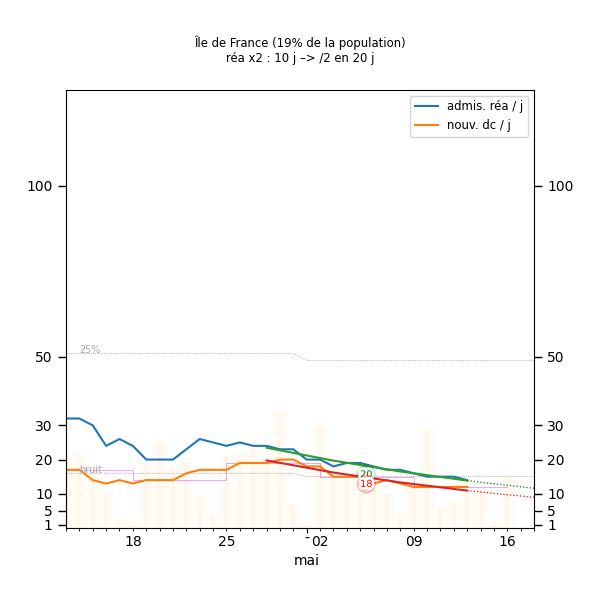 Île de France (19% de la population)
réa x2 : 10 j –> /2 en 20 j
admis. réa / j
nouv. dc / j
100 100
25%
50 50
30 30
20 20
bruit
20
18
10 10
5 5
1 1
18 25 02 09 16
mai